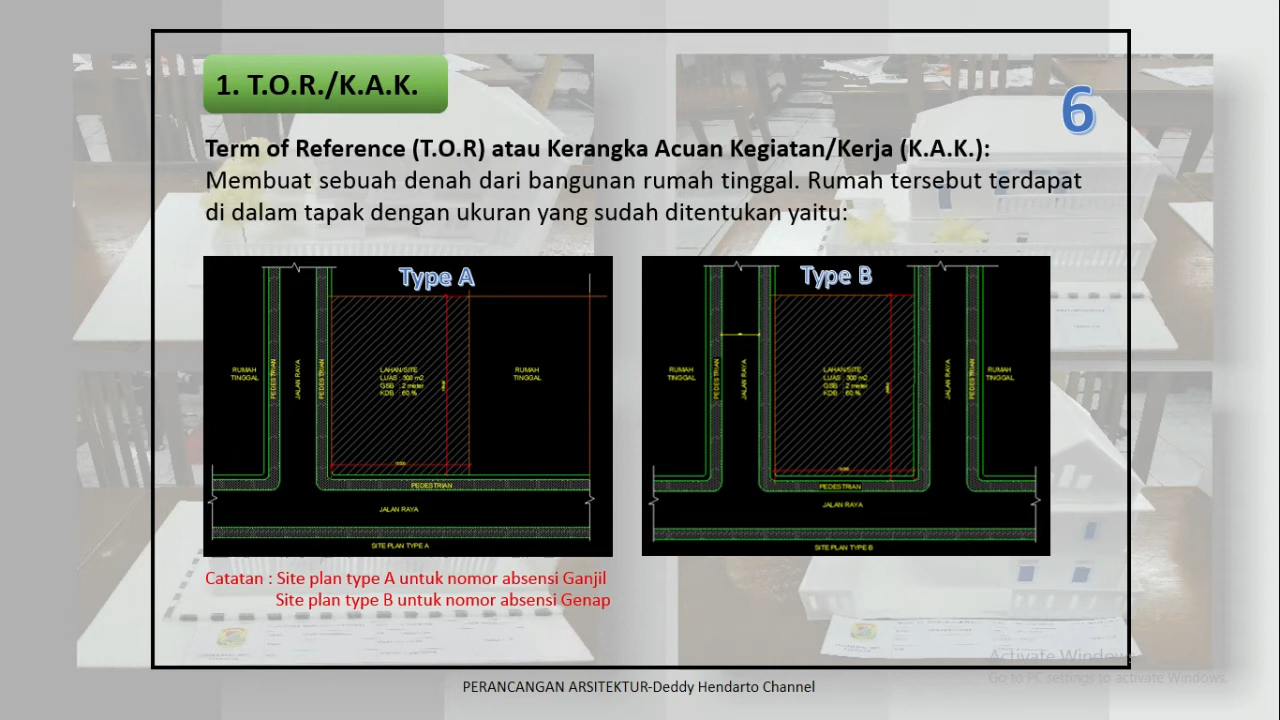 1. T.O.R./K.A.K.
6
Term of Reference (T.O.R) atau Kerangka Acuan Kegiatan/Kerja (K.A.K.):
Membuat sebuah denah dari bangunan rumah tinggal. Rumah tersebut terdapat
di dalam tapak dengan ukuran yang sudah ditentukan yaitu:
Type A
RUMAH
TINGGAL
PEDESTRIAN
JALAN RAYA
PEDESTRIAN
LAHAN/SITE
LUAS : 300 m2
GSB : 2 meter
KDB : 60 %
RUMAH
TINGGAL
PEDESTRIAN
JALAN RAYA
SITE PLAN TYPE A
Type B
RUMAH
TINGGAL
PEDESTRIAN
JALAN RAYA
LAHAN/SITE
LUAS : 300 m2
GSB : 2 meter
KDB : 60 %
JALAN RAYA
PEDESTRIAN
RUMAH
TINGGAL
PEDESTRIAN
JALAN RAYA
SITE PLAN TYPE B
Catatan : Site plan type A untuk nomor absensi Ganjil
Site plan type B untuk nomor absensi Genap
Activate Windows
Go to PC settings to activate Windows.
PERANCANGAN ARSITEKTUR-Deddy Hendarto Channel